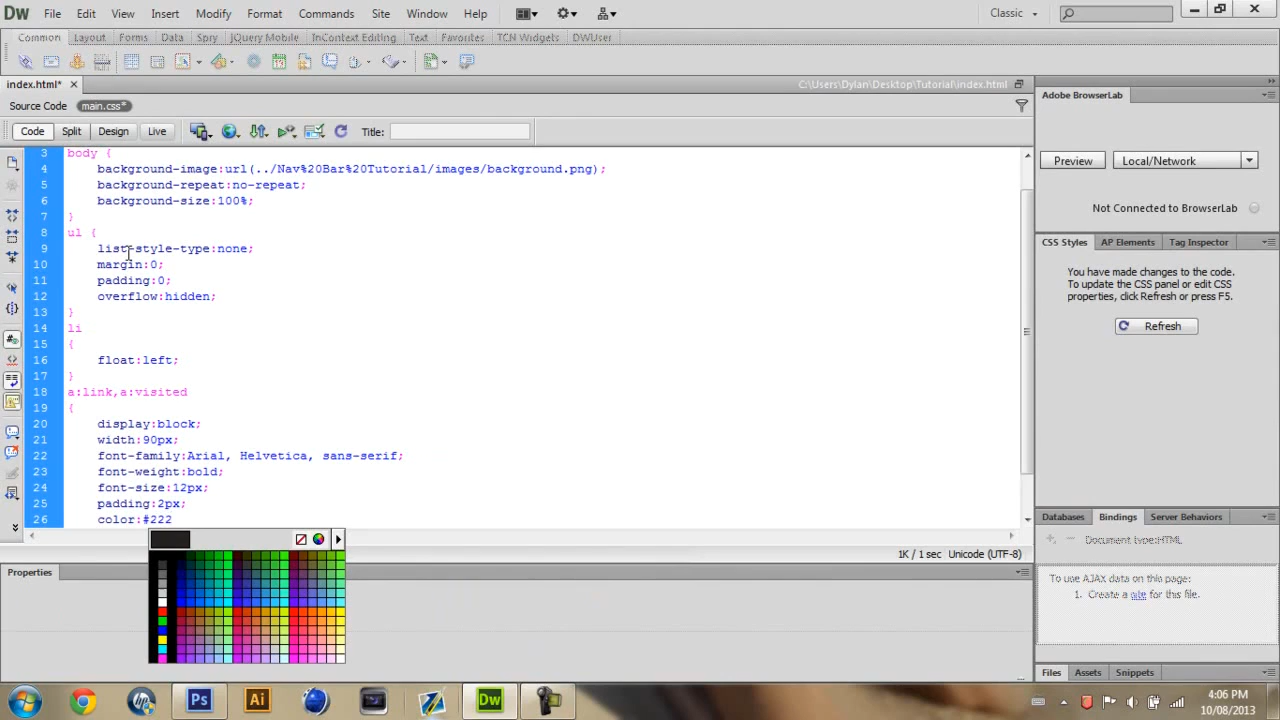 Dw File Edit View Insert Modify Format Commands Site Window Help Classic
Common Layout Forms Data Spry jQuery Mobile InContext Editing Text Favorites TCN Widgets DWUser
index.html* C:\Users\Dylan\Desktop\Tutorial\index.html
Source Code main.css*
Code Split Design Live Title:
3 body {
4 background-image:url(../Nav%20Bar%20Tutorial/images/background.png);
5 background-repeat:no-repeat;
6 background-size:100%;
7 }
8 ul {
9 list-style-type:none;
10 margin:0;
11 padding:0;
12 overflow:hidden;
13 }
14 li
15 {
16 float:left;
17 }
18 a:link,a:visited
19 {
20 display:block;
21 width:90px;
22 font-family:Arial, Helvetica, sans-serif;
23 font-weight:bold;
24 font-size:12px;
25 padding:2px;
26 color:#222
1K / 1 sec Unicode (UTF-8)
Properties
Adobe BrowserLab
Preview Local/Network
Not Connected to BrowserLab
CSS Styles AP Elements Tag Inspector
You have made changes to the code.
To update the CSS panel or edit CSS
properties, click Refresh or press F5.
Refresh
Databases Bindings Server Behaviors
Document type:HTML
To use AJAX data on this page:
1. Create a site for this file.
Files Assets Snippets
Ps Ai Dw
4:06 PM
10/08/2013